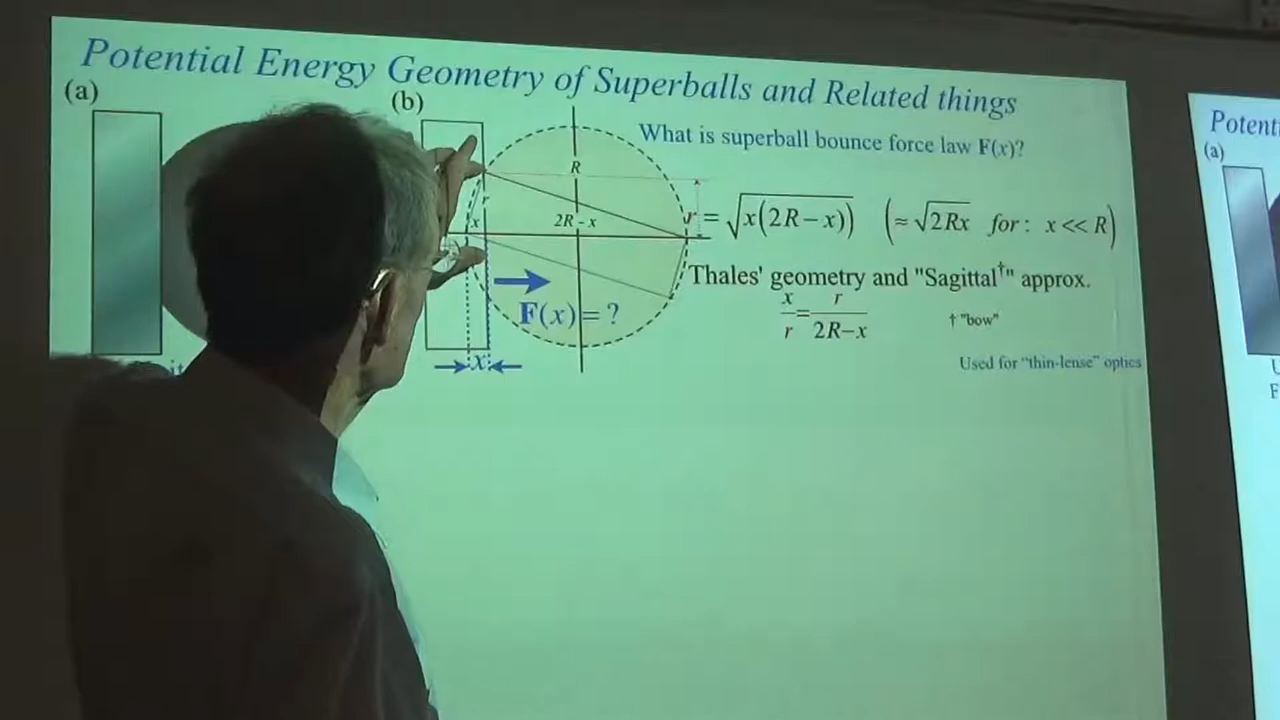 Potential Energy Geometry of Superballs and Related things
(a)
(b)
What is superball bounce force law F(x)?
R
r
x
2R - x
r = √x(2R-x)) (≈ √2Rx for: x << R)
Thales' geometry and "Sagittal†" approx.
x/r = r/2R-x
† "bow"
F(x) = ?
x
Used for "thin-lense" optics
Potent
(a)
F